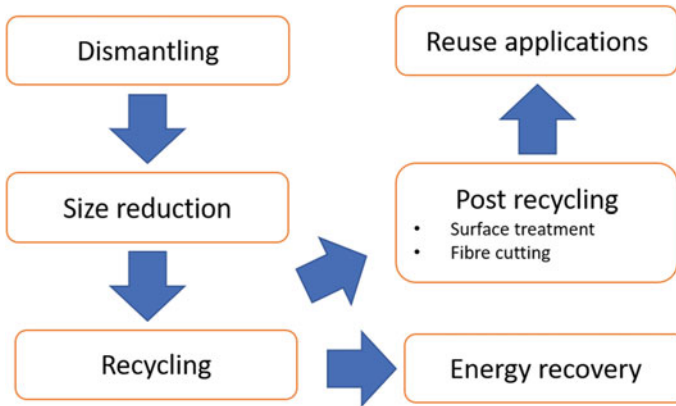 Dismantling
Size reduction
Recycling
Reuse applications
Post recycling
• Surface treatment
• Fibre cutting
Energy recovery